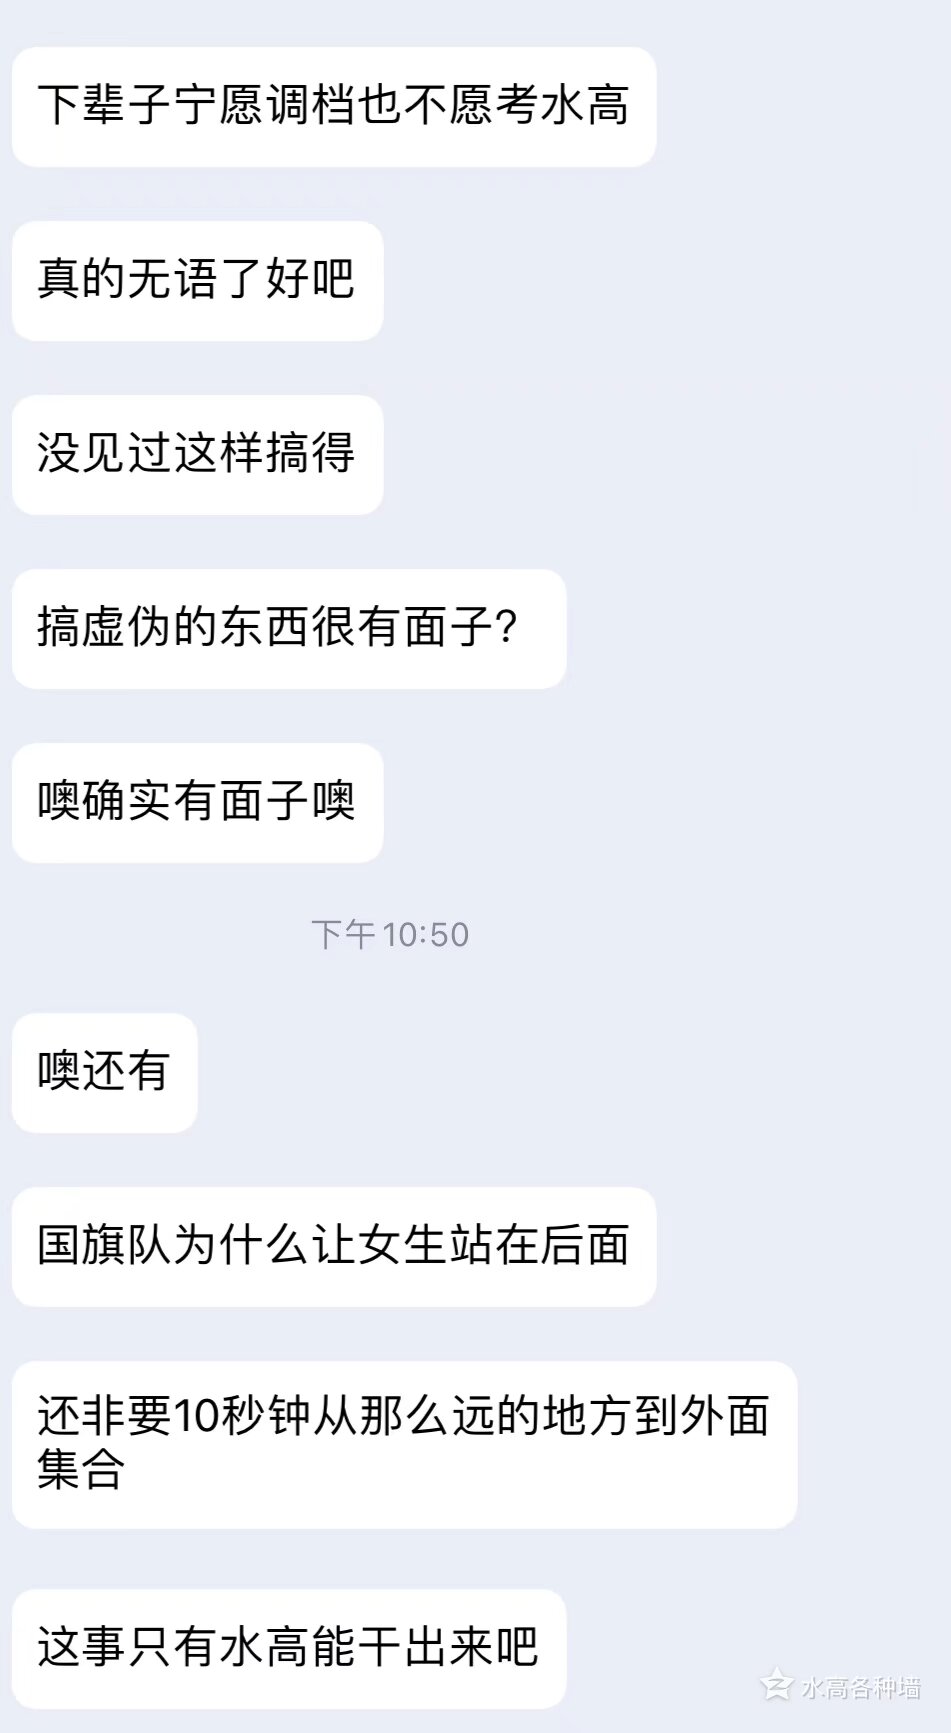 下辈子宁愿调档也不愿考水高
真的无语了好吧
没见过这样搞得
搞虚伪的东西很有面子?
噢确实有面子噢
下午10:50
噢还有
国旗队为什么让女生站在后面
还非要10秒钟从那么远的地方到外面
集合
这事只有水高能干出来吧
水高各种墙